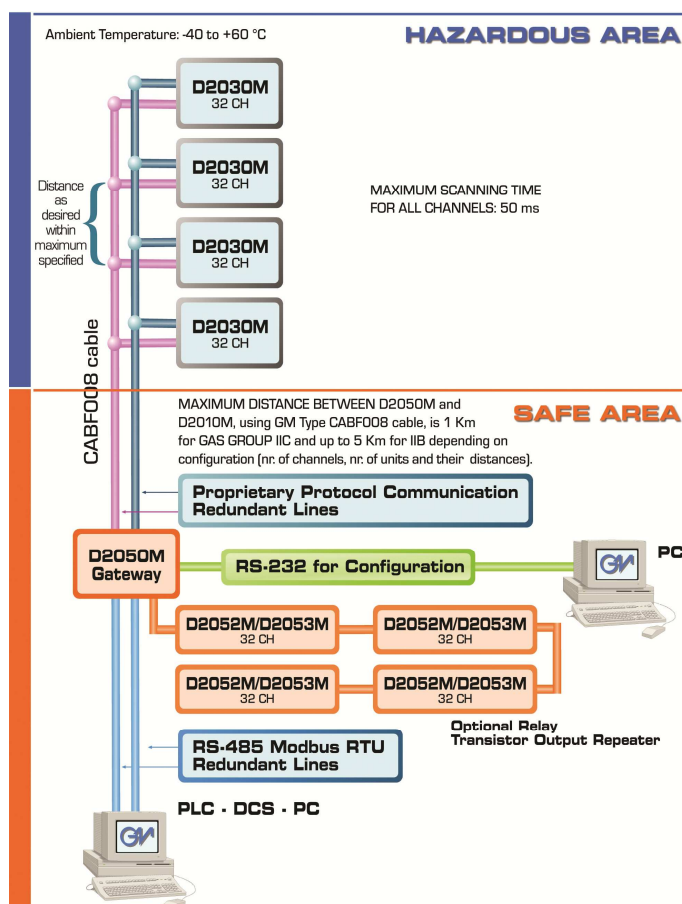 Ambient Temperature: -40 to +60 °C
HAZARDOUS AREA
D2030M
32 CH
D2030M
32 CH
D2030M
32 CH
D2030M
32 CH
Distance
as
desired
within
maximum
specified
MAXIMUM SCANNING TIME
FOR ALL CHANNELS: 50 ms
CABF008 cable
MAXIMUM DISTANCE BETWEEN D2050M and
D2010M, using GM Type CABF008 cable, is 1 Km
for GAS GROUP IIC and up to 5 Km for IIB depending on
configuration (nr. of channels, nr. of units and their distances).
SAFE AREA
Proprietary Protocol Communication
Redundant Lines
D2050M
Gateway
RS-232 for Configuration
GM
PC
D2052M/D2053M
32 CH
D2052M/D2053M
32 CH
D2052M/D2053M
32 CH
D2052M/D2053M
32 CH
Optional Relay
Transistor Output Repeater
RS-485 Modbus RTU
Redundant Lines
PLC - DCS - PC
GM